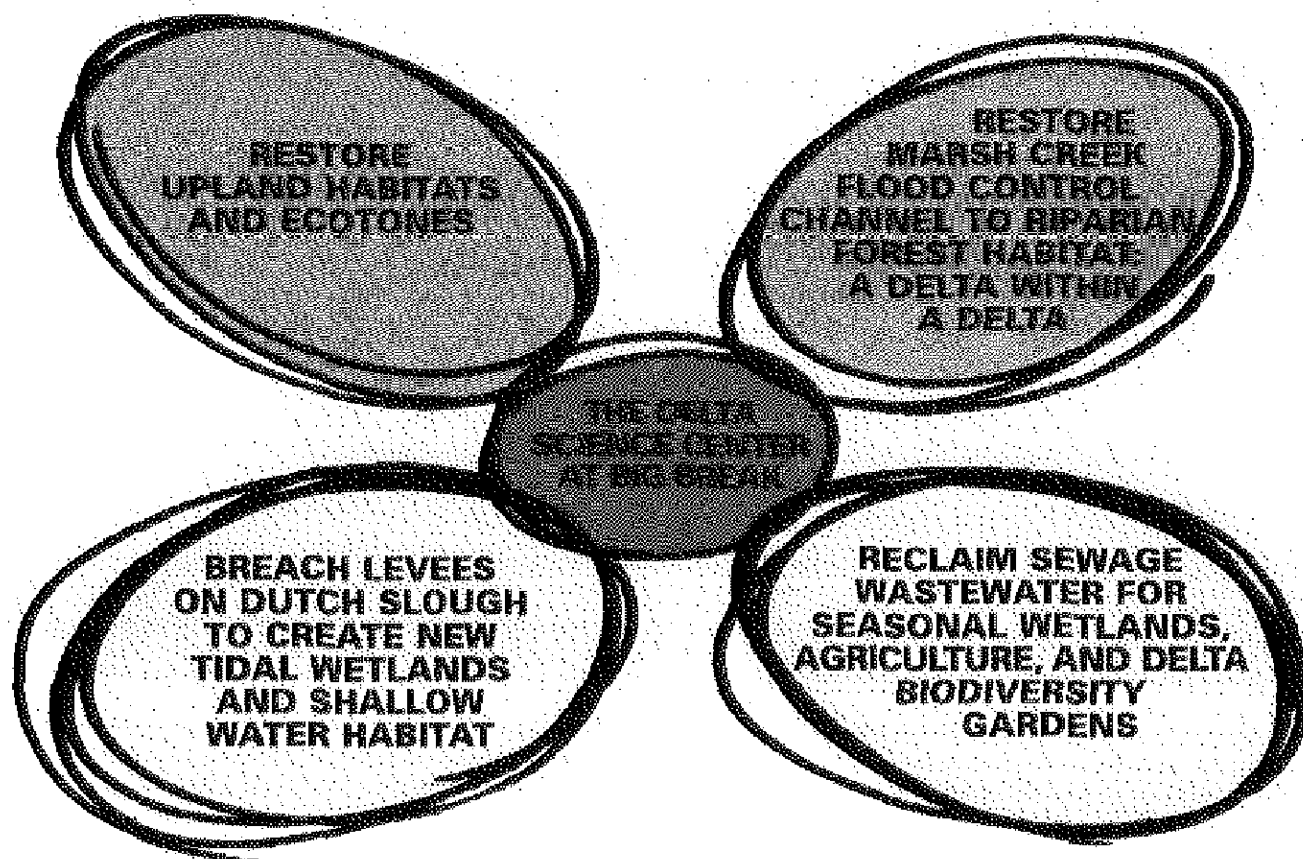 RESTORE
UPLAND HABITATS
AND ECOTONES
RESTORE
MARSH CREEK
FLOOD CONTROL
CHANNEL TO RIPARIAN
FOREST HABITAT:
A DELTA WITHIN
A DELTA
THE DELTA
SCIENCE CENTER
AT BIG BREAK
BREACH LEVEES
ON DUTCH SLOUGH
TO CREATE NEW
TIDAL WETLANDS
AND SHALLOW
WATER HABITAT
RECLAIM SEWAGE
WASTEWATER FOR
SEASONAL WETLANDS,
AGRICULTURE, AND DELTA
BIODIVERSITY
GARDENS